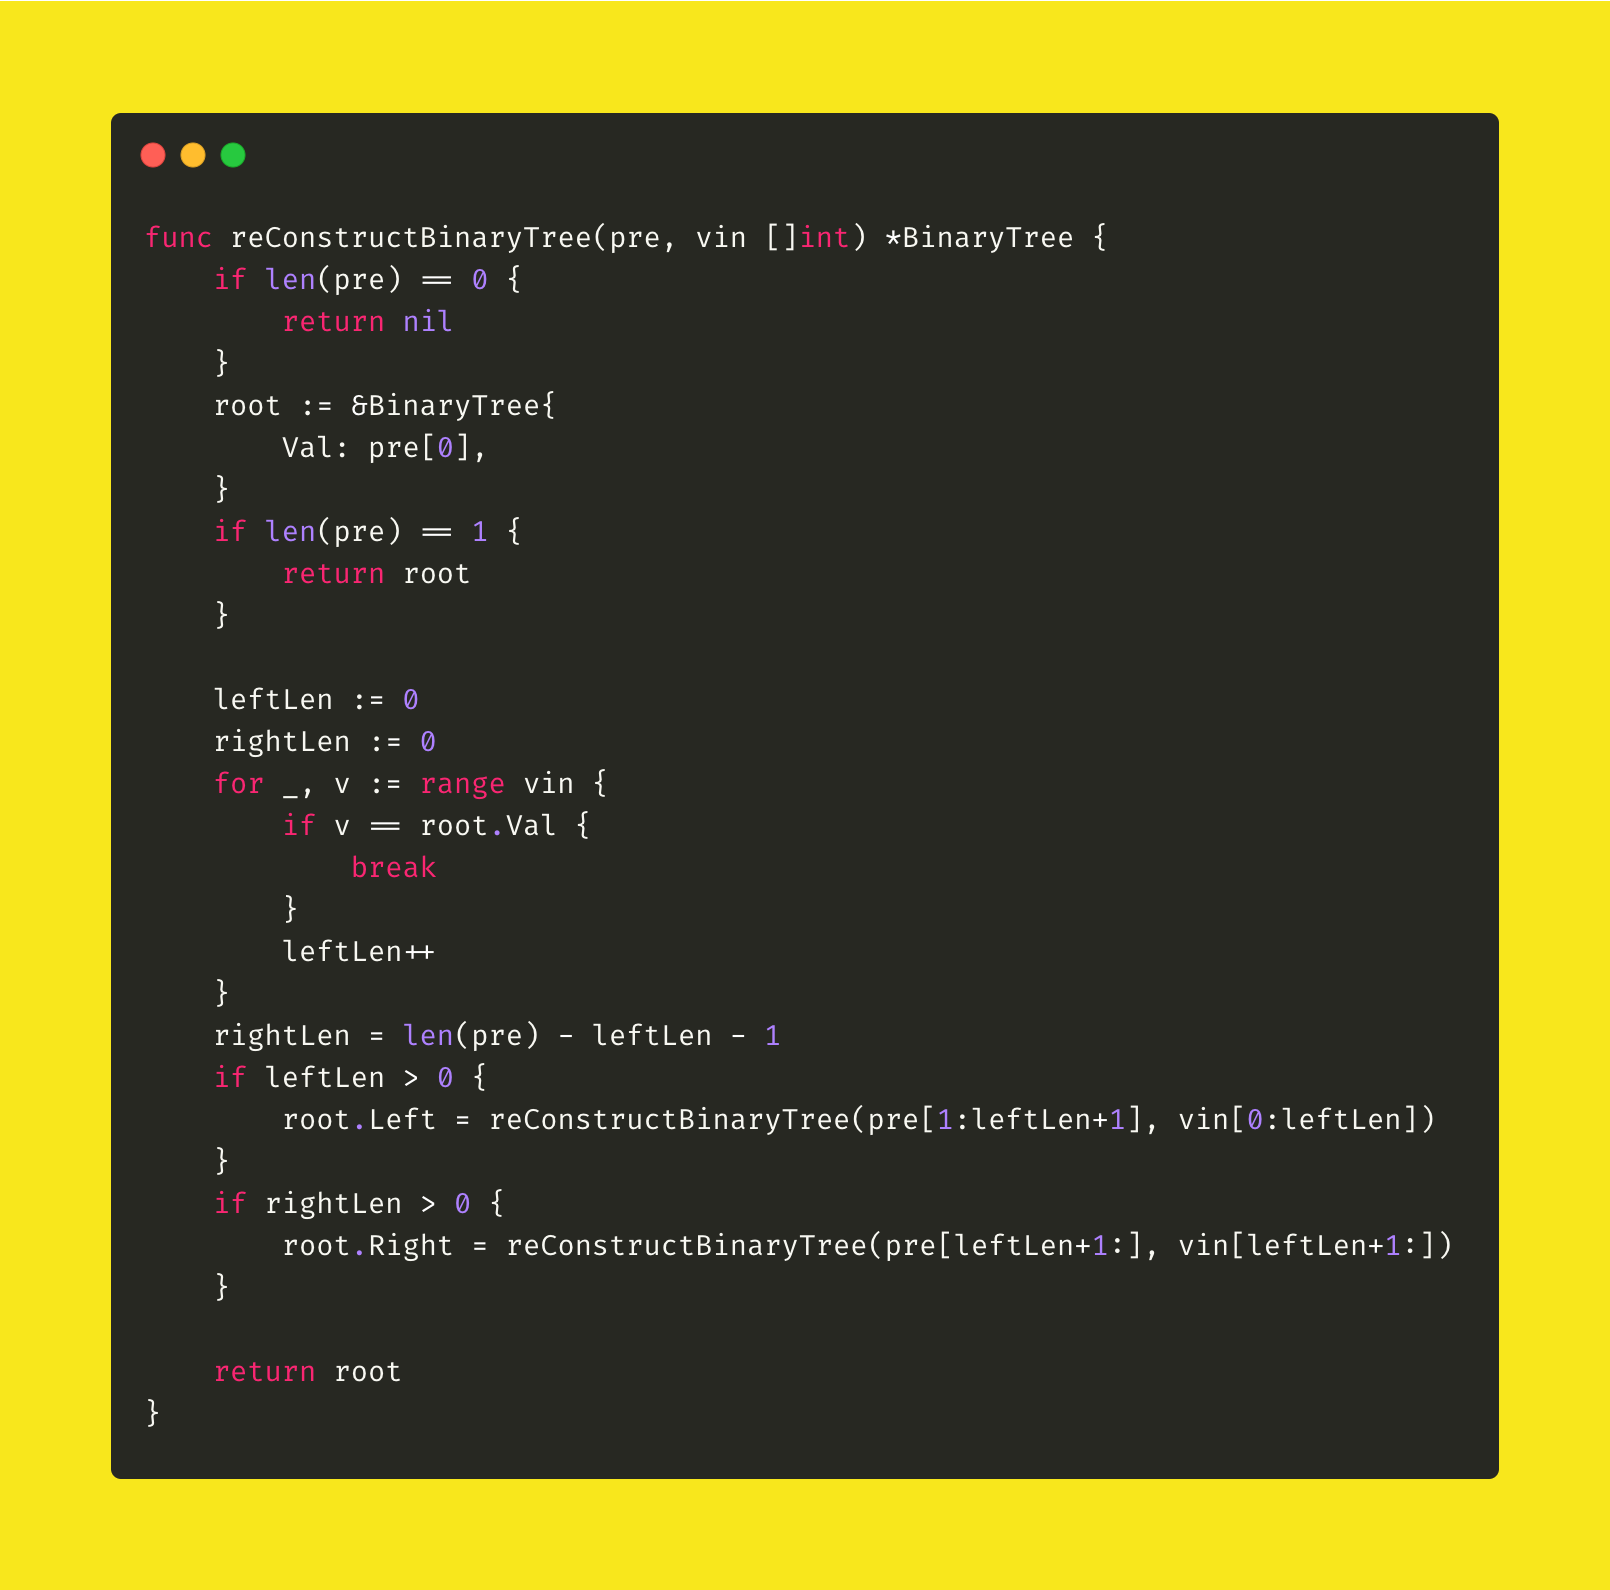 func reConstructBinaryTree(pre, vin []int) *BinaryTree {
    if len(pre) == 0 {
        return nil
    }
    root := &BinaryTree{
        Val: pre[0],
    }
    if len(pre) == 1 {
        return root
    }

    leftLen := 0
    rightLen := 0
    for _, v := range vin {
        if v == root.Val {
            break
        }
        leftLen++
    }
    rightLen = len(pre) - leftLen - 1
    if leftLen > 0 {
        root.Left = reConstructBinaryTree(pre[1:leftLen+1], vin[0:leftLen])
    }
    if rightLen > 0 {
        root.Right = reConstructBinaryTree(pre[leftLen+1:], vin[leftLen+1:])
    }

    return root
}